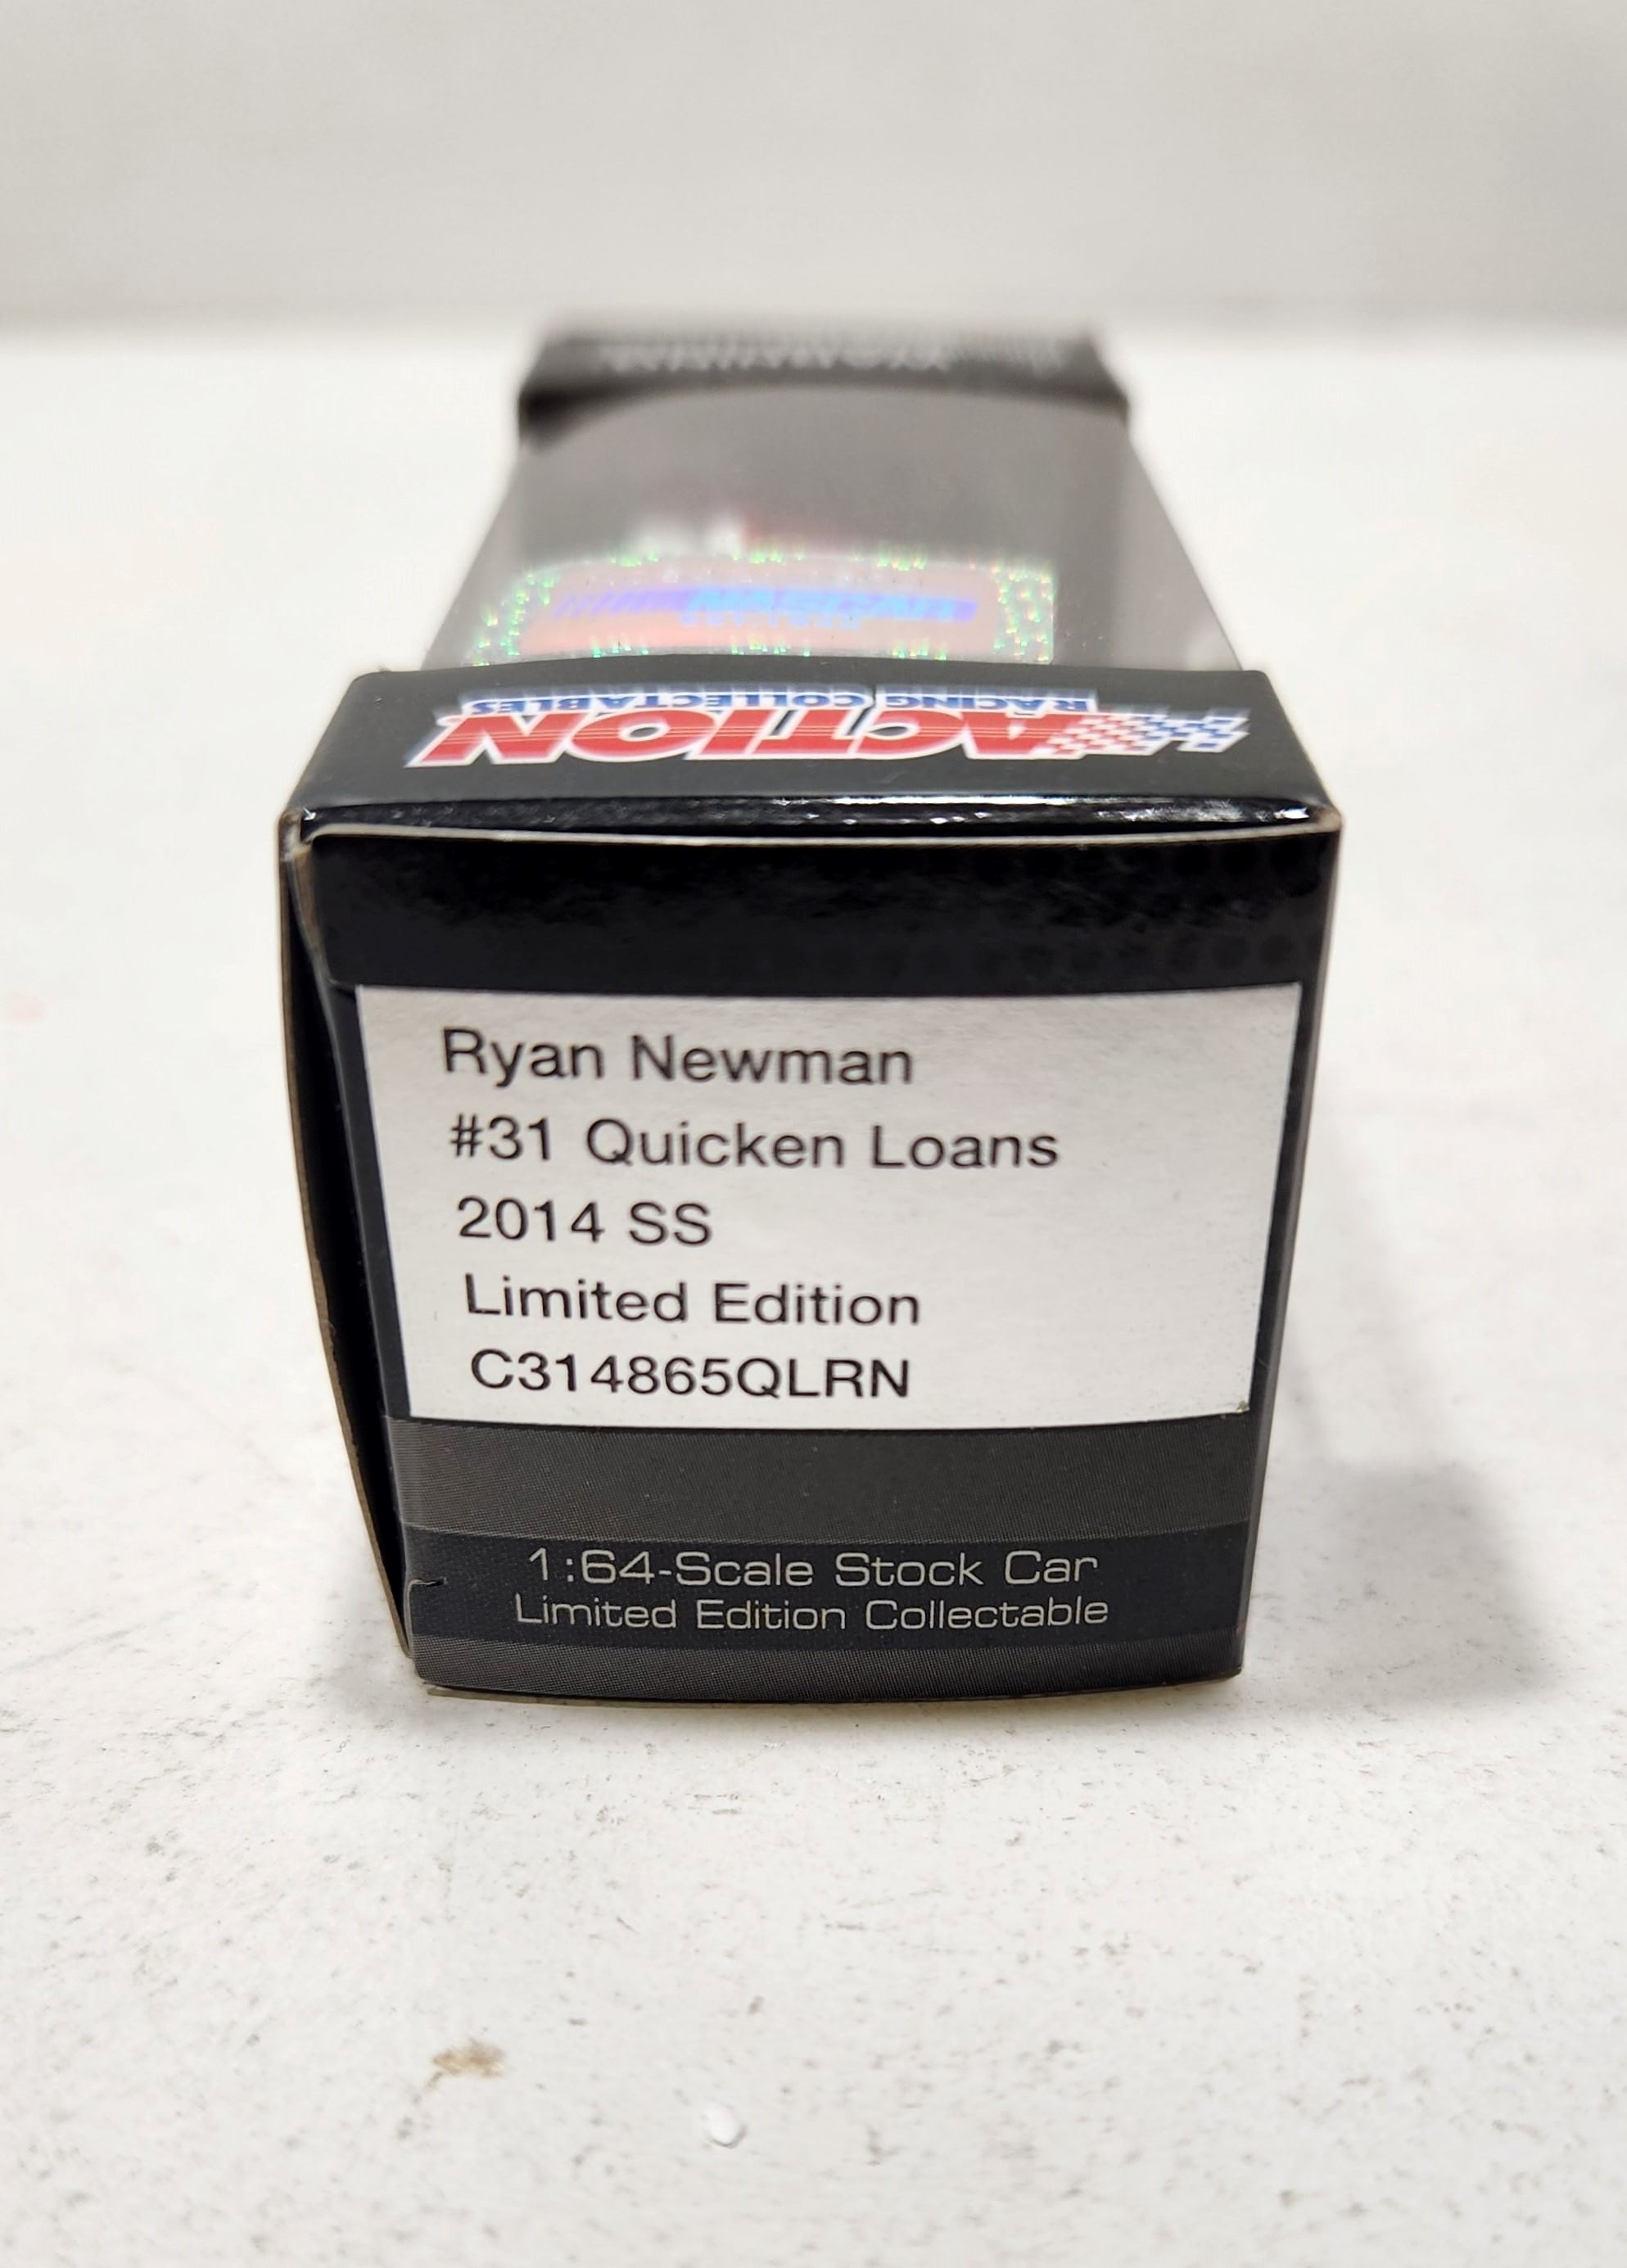 ACTION
RACING COLLECTABLES
Ryan Newman
#31 Quicken Loans
2014 SS
Limited Edition
C314865QLRN
1:64-Scale Stock Car
Limited Edition Collectable